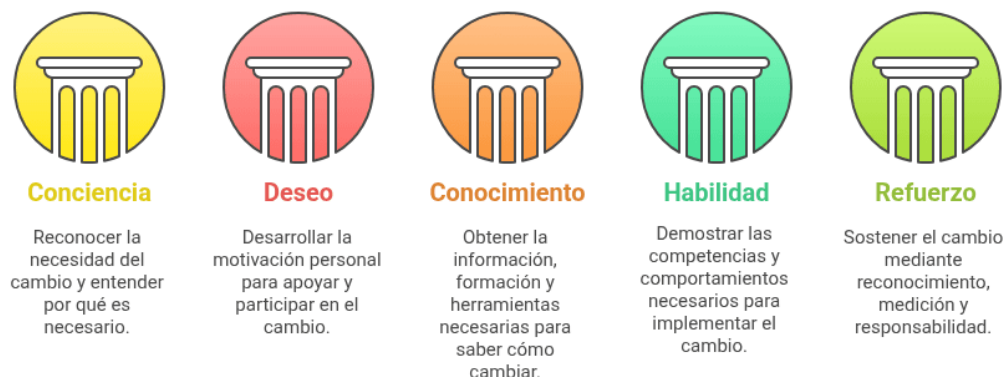 Conciencia
Reconocer la
necesidad del
cambio y entender
por qué es
necesario.
Deseo
Desarrollar la
motivación personal
para apoyar y
participar en el
cambio.
Conocimiento
Obtener la
información,
formación y
herramientas
necesarias para
saber cómo
cambiar.
Habilidad
Demostrar las
competencias y
comportamientos
necesarios para
implementar el
cambio.
Refuerzo
Sostener el cambio
mediante
reconocimiento,
medición y
responsabilidad.